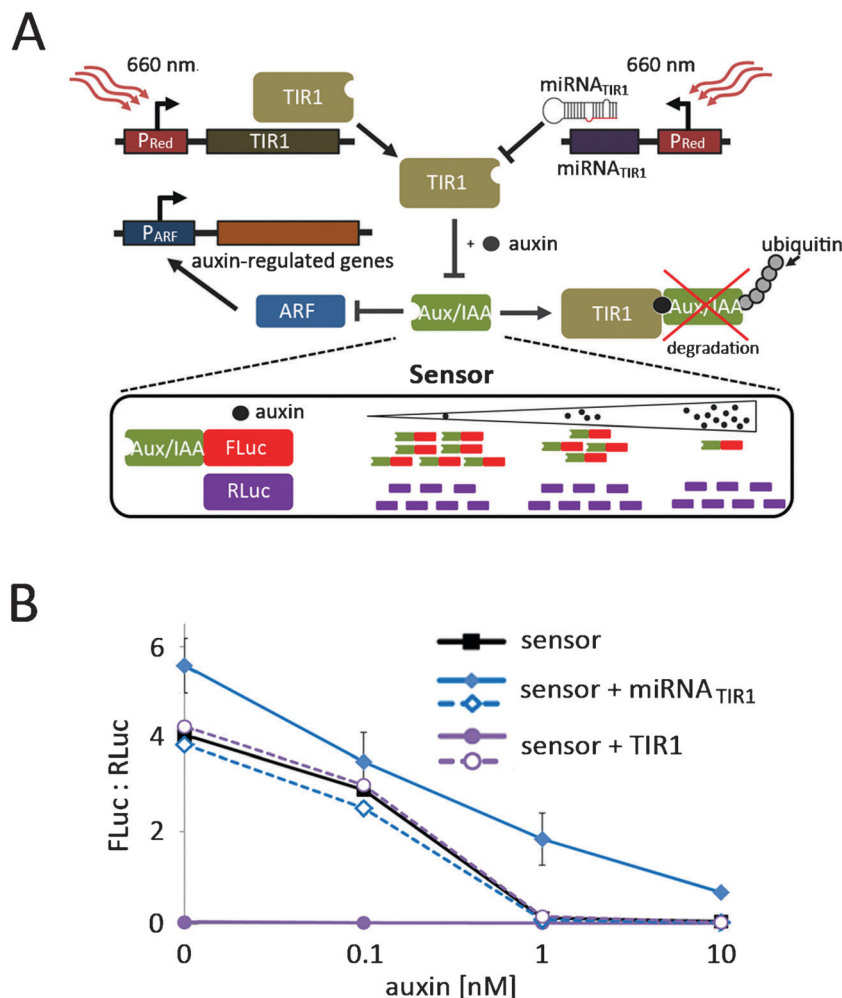 A
660 nm.
TIR1
miRNATIR1
660 nm
PRed
TIR1
TIR1
miRNATIR1
PRed
PARF
auxin-regulated genes
+ auxin
ubiquitin
ARF
Aux/IAA
TIR1
Aux/IAA
degradation
Sensor
auxin
Aux/IAA FLuc
RLuc
B
6
4
2
0
FLuc : RLuc
sensor
sensor + miRNATIR1
sensor + TIR1
0 0.1 1 10
auxin [nM]